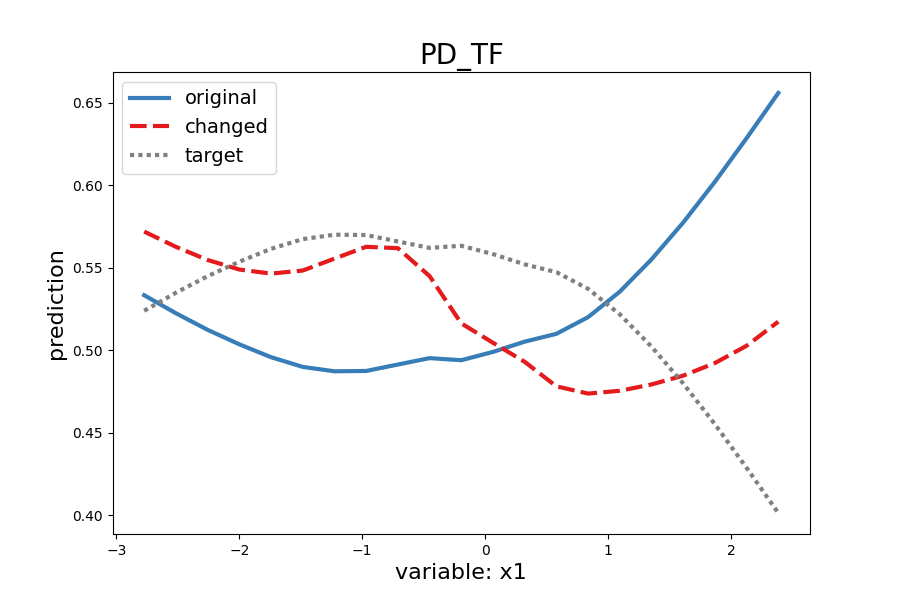 PD_TF
original
changed
target
prediction
0.65
0.60
0.55
0.50
0.45
0.40
−3
−2
−1
0
1
2
variable: x1